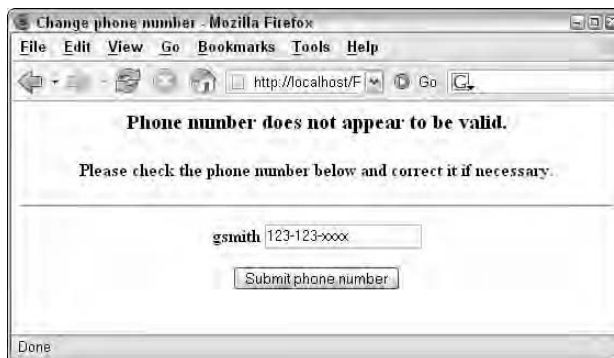 Change phone number - Mozilla Firefox
File Edit View Go Bookmarks Tools Help
http://localhost/F Go G
Phone number does not appear to be valid.
Please check the phone number below and correct it if necessary.
gsmith 123-123-xxxx
Submit phone number
Done